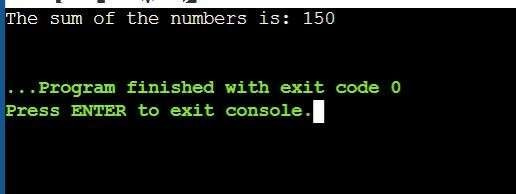 The sum of the numbers is: 150
...Program finished with exit code 0
Press ENTER to exit console.